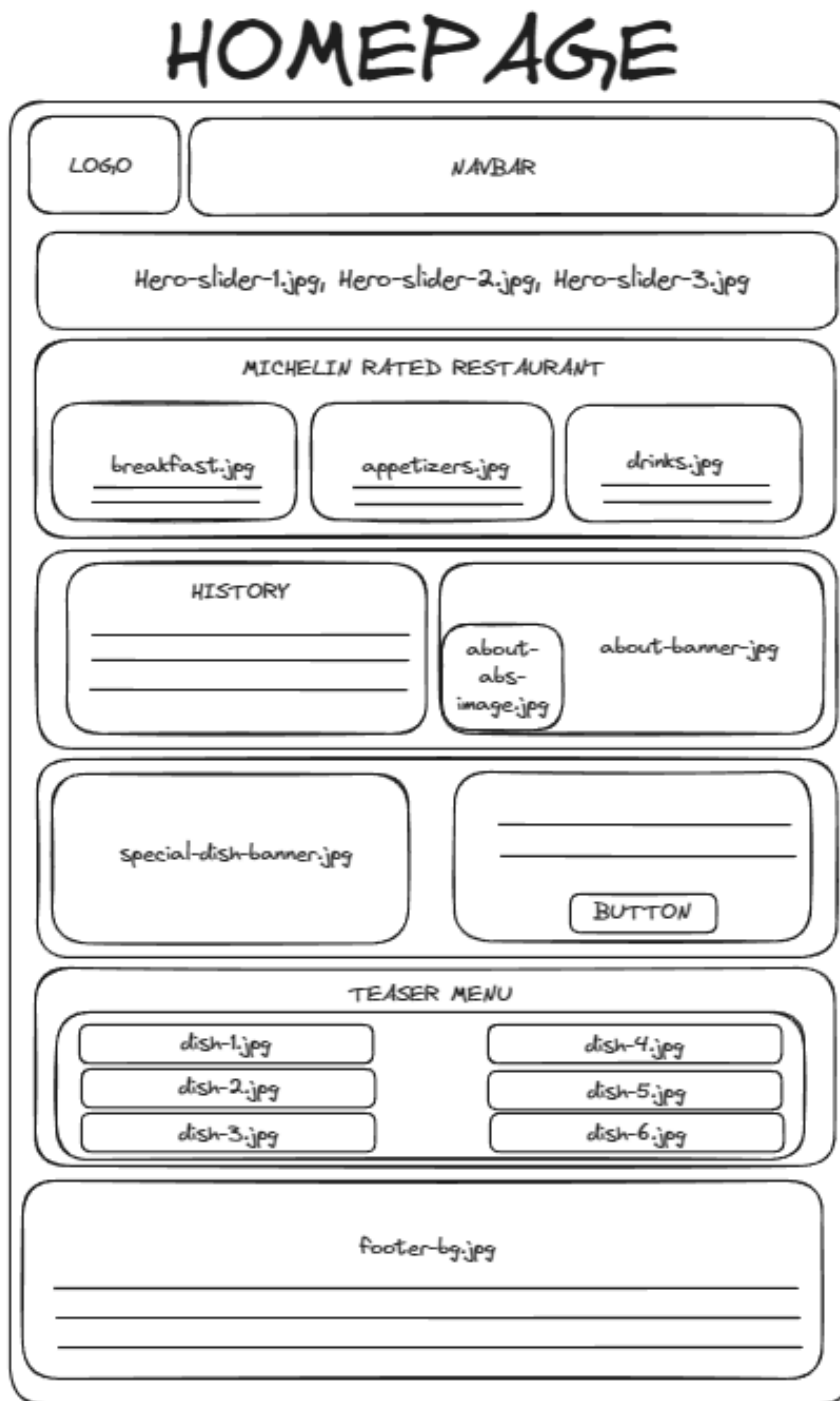 HOMEPAGE
LOGO
NAVBAR
Hero-slider-1.jpg, Hero-slider-2.jpg, Hero-slider-3.jpg
MICHELIN RATED RESTAURANT
breakfast.jpg
appetizers.jpg
drinks.jpg
HISTORY
about-
abs-
image.jpg
about-banner-jpg
special-dish-banner.jpg
BUTTON
TEASER MENU
dish-1.jpg
dish-2.jpg
dish-3.jpg
dish-4.jpg
dish-5.jpg
dish-6.jpg
footer-bg.jpg